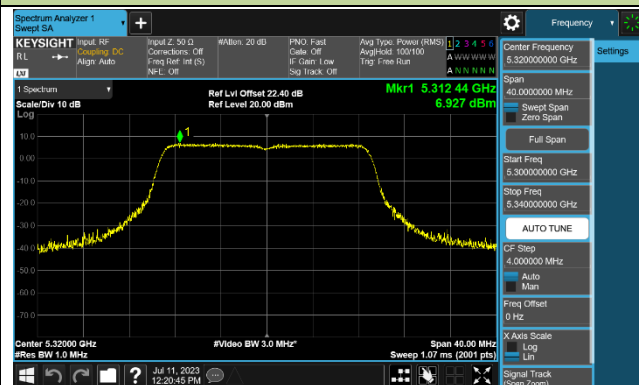 Spectrum Analyzer 1
Swept SA
Frequency
KEYSIGHT
RL
LXI
Input: RF
Coupling: DC
Align: Auto
Input Z: 50 Ω
Corrections: Off
Freq Ref: Int (S)
NFE: Off
#Atten: 20 dB
PNO: Fast
Gate: Off
IF Gain: Low
Sig Track: Off
Avg Type: Power (RMS)
Avg|Hold: 100/100
Trig: Free Run
1 2 3 4 5 6
A W W W W W
A N N N N N
1 Spectrum
Scale/Div 10 dB
Log
Ref Lvl Offset 22.40 dB
Ref Level 20.00 dBm
Mkr1 5.312 44 GHz
6.927 dBm
1
10.0
0.00
-10.0
-20.0
-30.0
-40.0
-50.0
-60.0
-70.0
Center 5.32000 GHz
#Res BW 1.0 MHz
#Video BW 3.0 MHz*
Span 40.00 MHz
Sweep 1.07 ms (2001 pts)
Center Frequency
5.320000000 GHz
Settings
Span
40.0000000 MHz
Swept Span
Zero Span
Full Span
Start Freq
5.300000000 GHz
Stop Freq
5.340000000 GHz
AUTO TUNE
CF Step
4.000000 MHz
Auto
Man
Freq Offset
0 Hz
X Axis Scale
Log
Lin
Signal Track
(Span Zoom)
Jul 11, 2023
12:20:45 PM